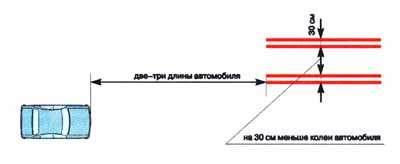 30 см
две-три длины автомобиля
на 30 см меньше колеи автомобиля